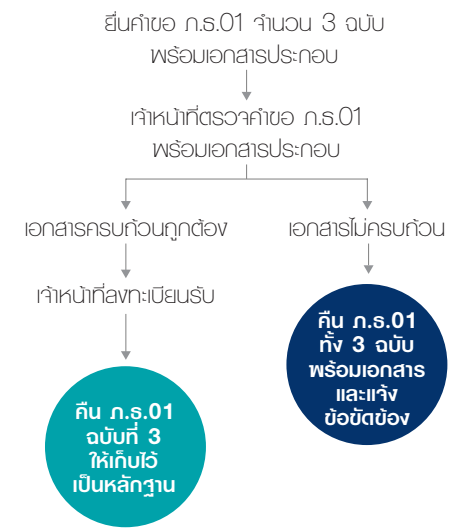 ยื่นคำขอ ภ.ธ.01 จำนวน 3 ฉบับ
พร้อมเอกสารประกอบ
เจ้าหน้าที่ตรวจคำขอ ภ.ธ.01
พร้อมเอกสารประกอบ
เอกสารครบถ้วนถูกต้อง
เอกสารไม่ครบถ้วน
เจ้าหน้าที่ลงทะเบียนรับ
คืน ภ.ธ.01
ทั้ง 3 ฉบับ
พร้อมเอกสาร
และแจ้ง
ข้อขัดข้อง
คืน ภ.ธ.01
ฉบับที่ 3
ให้เก็บไว้
เป็นหลักฐาน